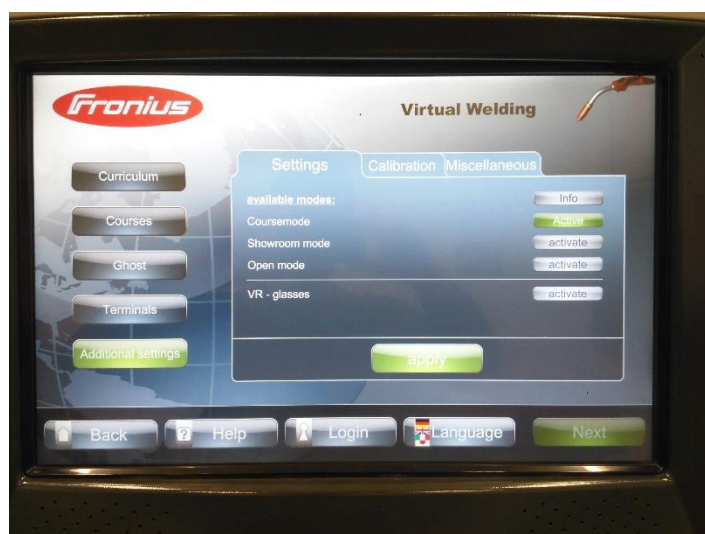 Fronius
Virtual Welding
Curriculum
Courses
Ghost
Terminals
Additional settings
Settings
Calibration
Miscellaneous
available modes:
Info
Coursemode
Active
Showroom mode
activate
Open mode
activate
VR - glasses
activate
apply
Back
? Help
Login
Language
Next